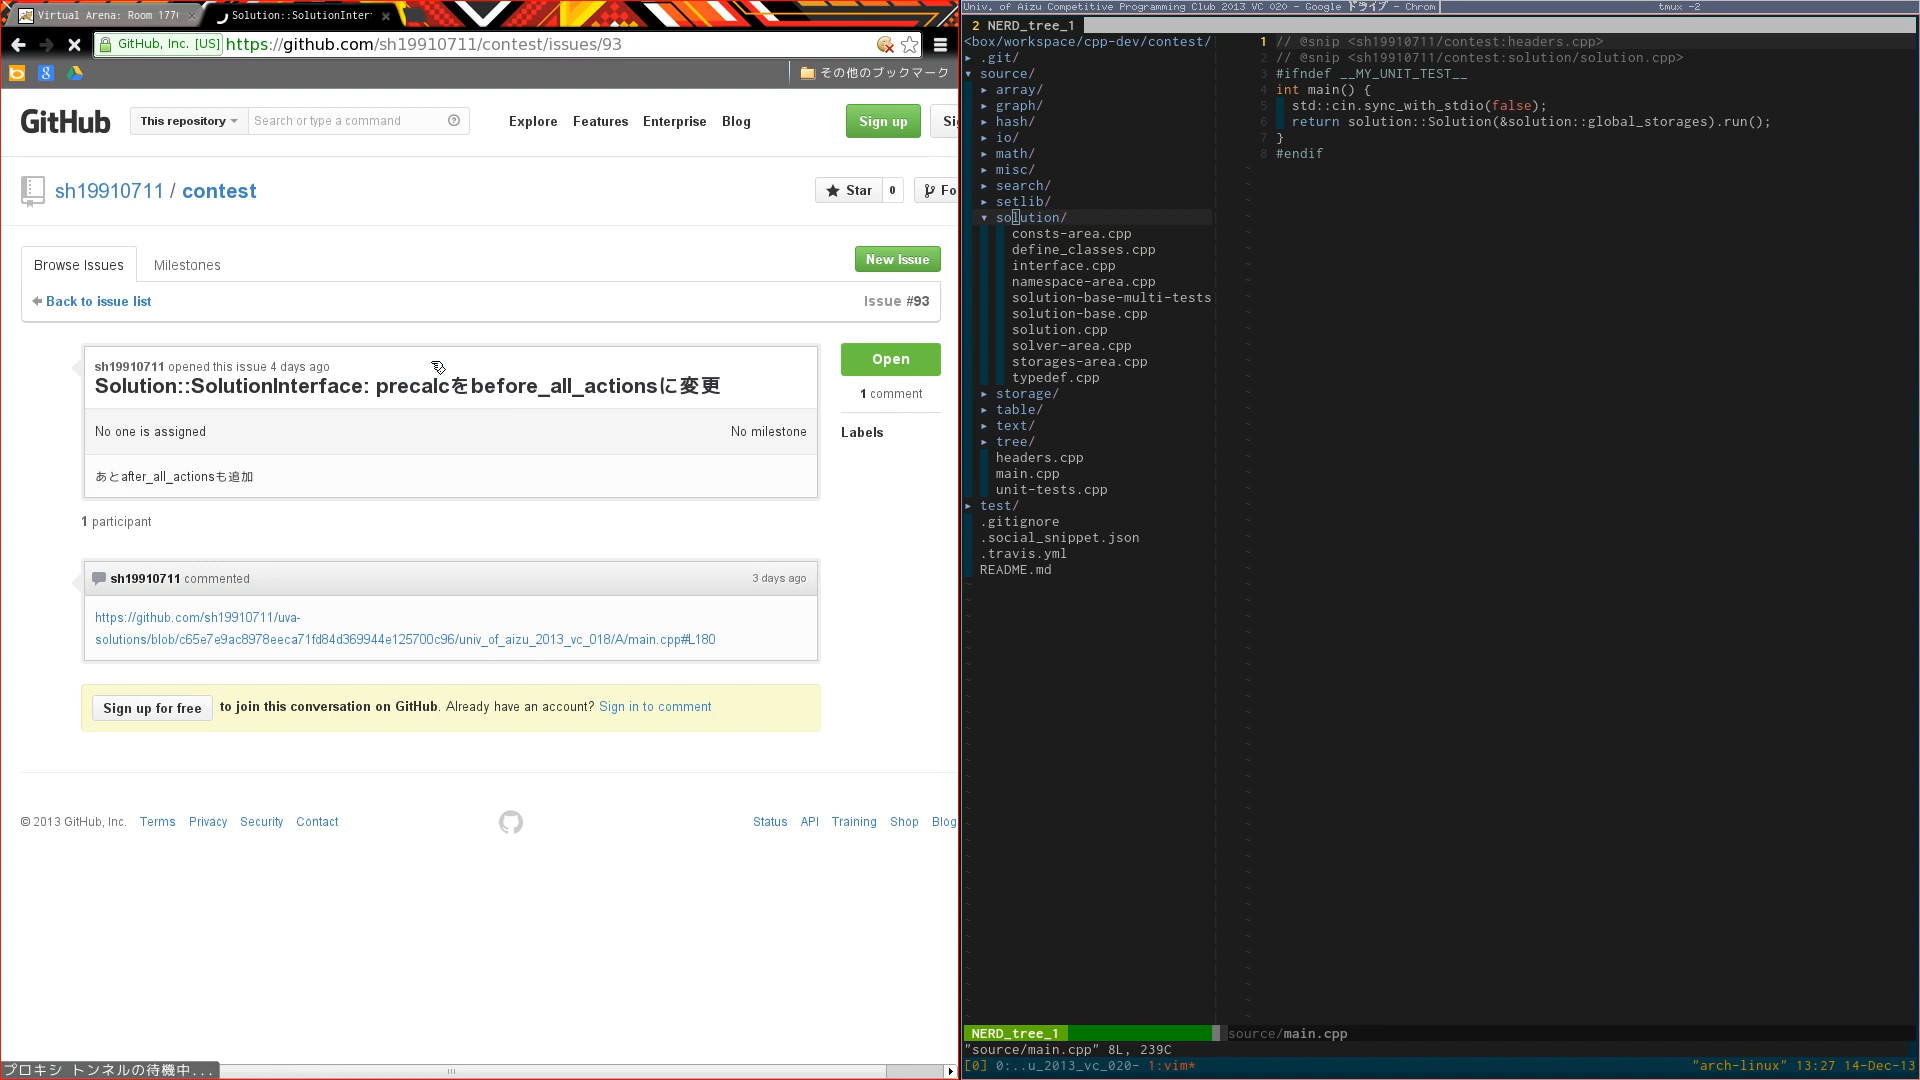 Virtual Arena: Room 177
Solution::SolutionInter
GitHub, Inc. [US] https://github.com/sh19910711/contest/issues/93
その他のブックマーク
GitHub This repository Search or type a command Explore Features Enterprise Blog Sign up
sh19910711 / contest Star 0 Fo
Browse Issues Milestones New Issue
Back to issue list Issue #93
sh19910711 opened this issue 4 days ago
Solution::SolutionInterface: precalcをbefore_all_actionsに変更
Open
1 comment
No one is assigned No milestone
Labels
あとafter_all_actionsも追加
1 participant
sh19910711 commented 3 days ago
https://github.com/sh19910711/uva-
solutions/blob/c65e7e9ac8978eeca71fd84d369944e125700c96/univ_of_aizu_2013_vc_018/A/main.cpp#L180
Sign up for free to join this conversation on GitHub. Already have an account? Sign in to comment
© 2013 GitHub, Inc. Terms Privacy Security Contact Status API Training Shop Blog
プロキシ トンネルの待機中...
Univ. of Aizu Competitive Programming Club 2013 VC 020 - Google ドライブ - Chrom tmux -2
2 NERD_tree_1
<box/workspace/cpp-dev/contest/
▸ .git/
▾ source/
▸ array/
▸ graph/
▸ hash/
▸ io/
▸ math/
▸ misc/
▸ search/
▸ setlib/
▾ solution/
consts-area.cpp
define_classes.cpp
interface.cpp
namespace-area.cpp
solution-base-multi-tests
solution-base.cpp
solution.cpp
solver-area.cpp
storages-area.cpp
typedef.cpp
▸ storage/
▸ table/
▸ text/
▸ tree/
headers.cpp
main.cpp
unit-tests.cpp
▸ test/
.gitignore
.social_snippet.json
.travis.yml
README.md
1 // @snip <sh19910711/contest:headers.cpp>
2 // @snip <sh19910711/contest:solution/solution.cpp>
3 #ifndef __MY_UNIT_TEST__
4 int main() {
5 std::cin.sync_with_stdio(false);
6 return solution::Solution(&solution::global_storages).run();
7 }
8 #endif
NERD_tree_1 source/main.cpp
"source/main.cpp" 8L, 239C
[0] 0:..u_2013_vc_020- 1:vim* "arch-linux" 13:27 14-Dec-13